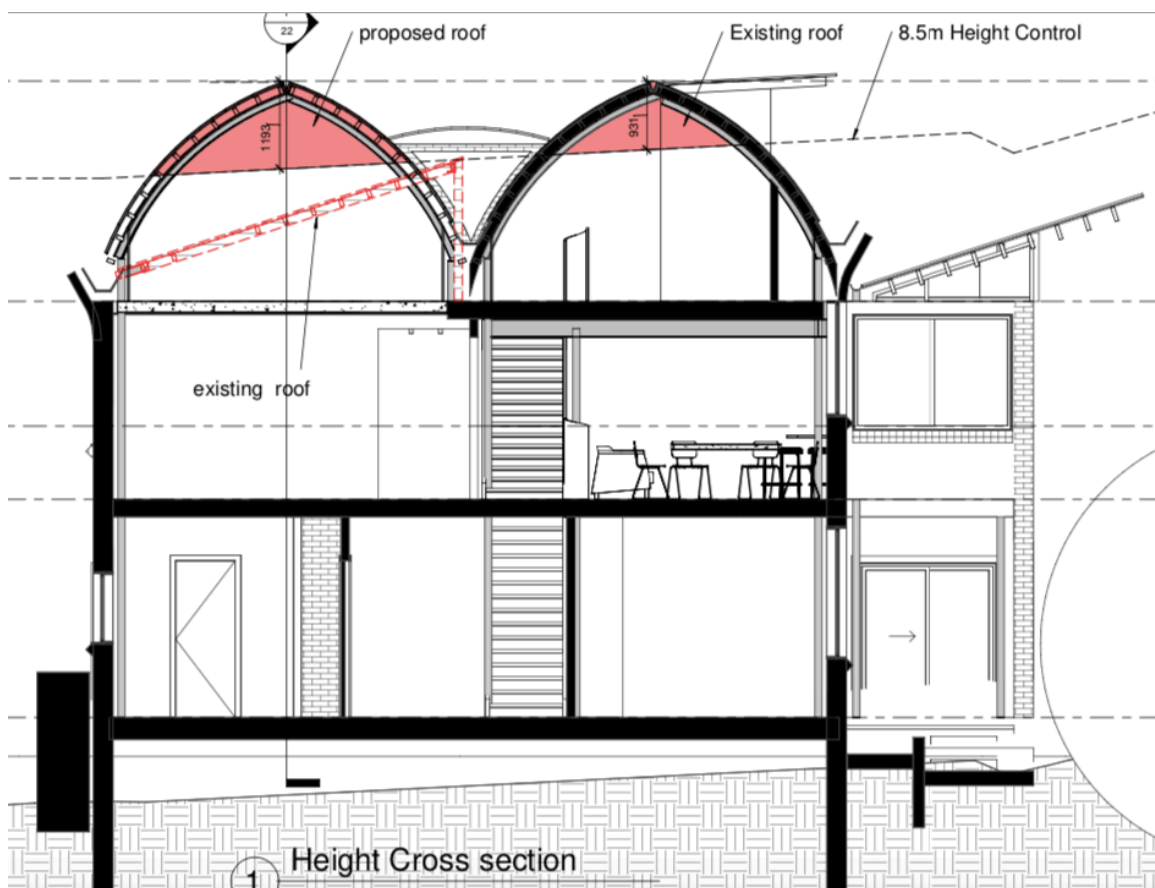 22
proposed roof
Existing roof
8.5m Height Control
1193
931
existing roof
1
Height Cross section